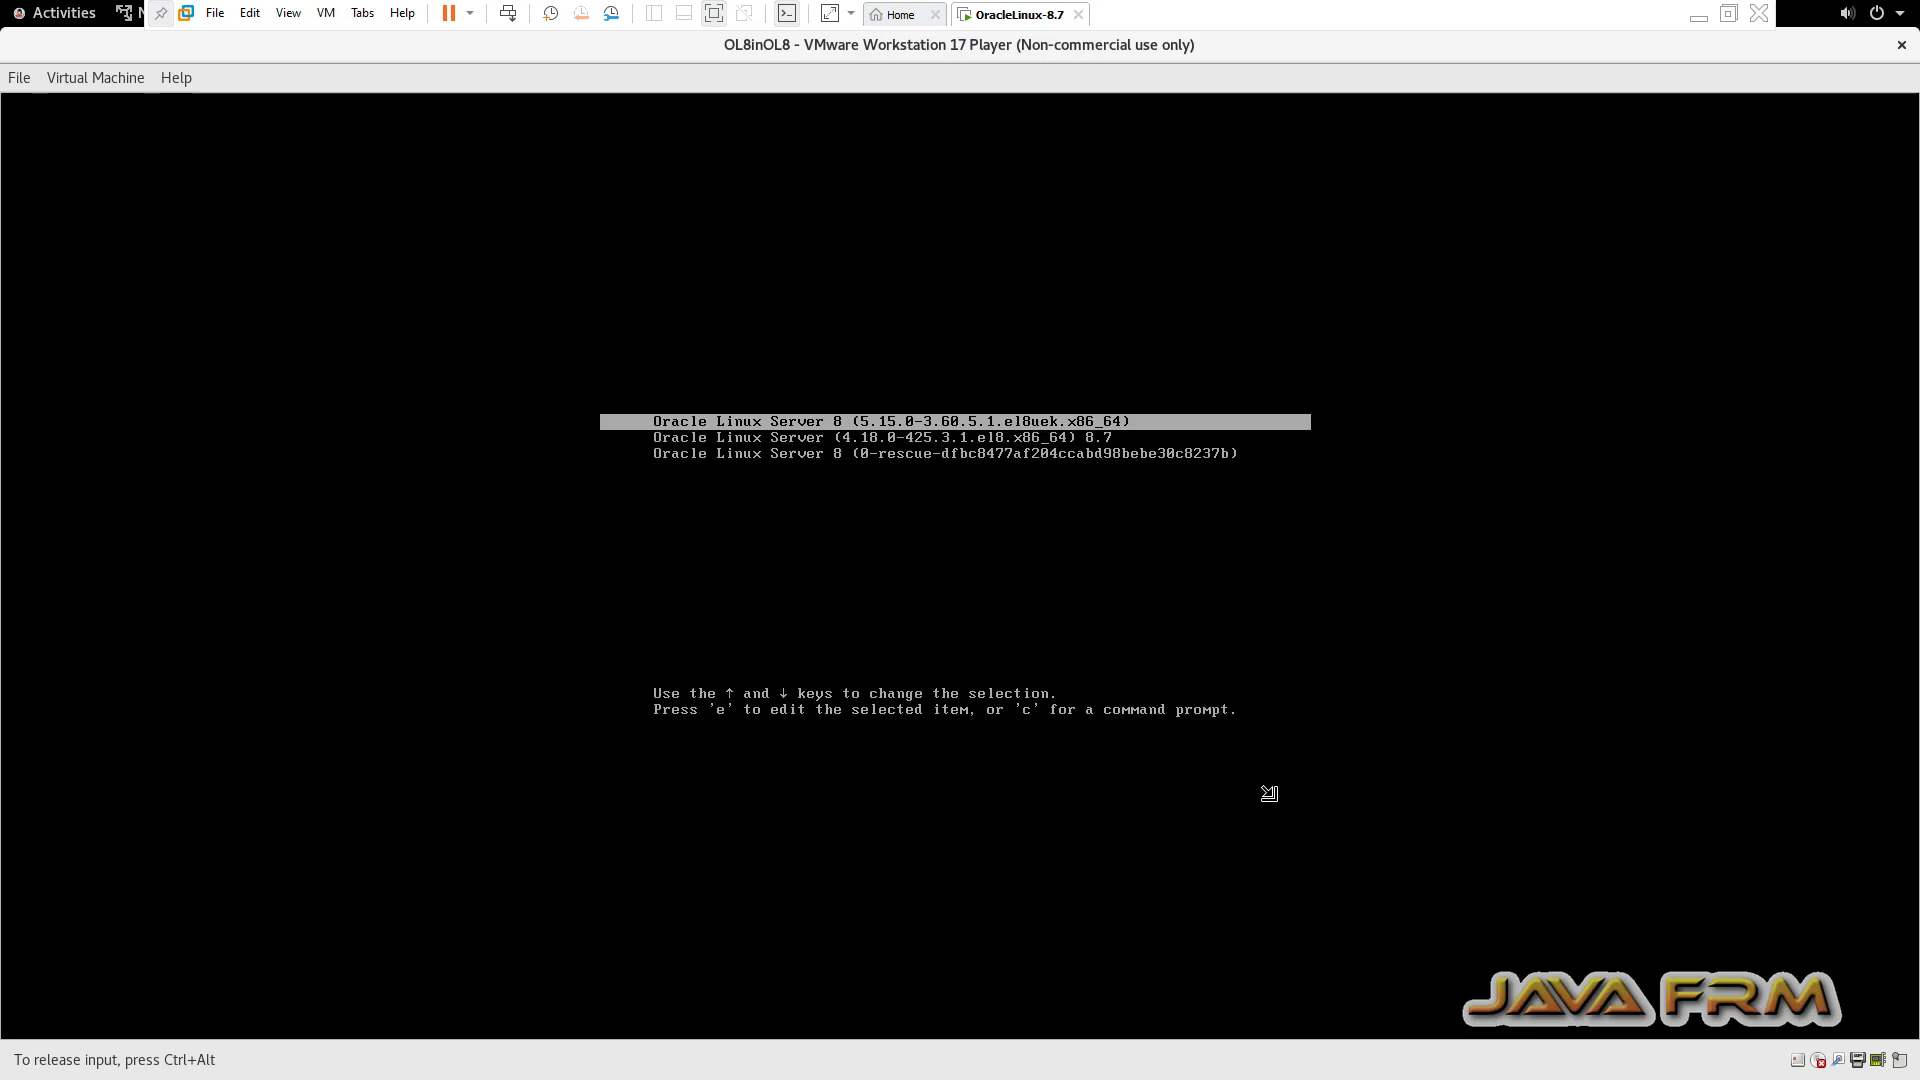 Activities
File Edit View VM Tabs Help
Home
OracleLinux-8.7
OL8inOL8 - VMware Workstation 17 Player (Non-commercial use only)
File Virtual Machine Help
Oracle Linux Server 8 (5.15.0-3.60.5.1.el8uek.x86_64)
Oracle Linux Server (4.18.0-425.3.1.el8.x86_64) 8.7
Oracle Linux Server 8 (0-rescue-dfbc8477af204ccabd98bebe30c8237b)
Use the ↑ and ↓ keys to change the selection.
Press 'e' to edit the selected item, or 'c' for a command prompt.
JAVA FRM
To release input, press Ctrl+Alt